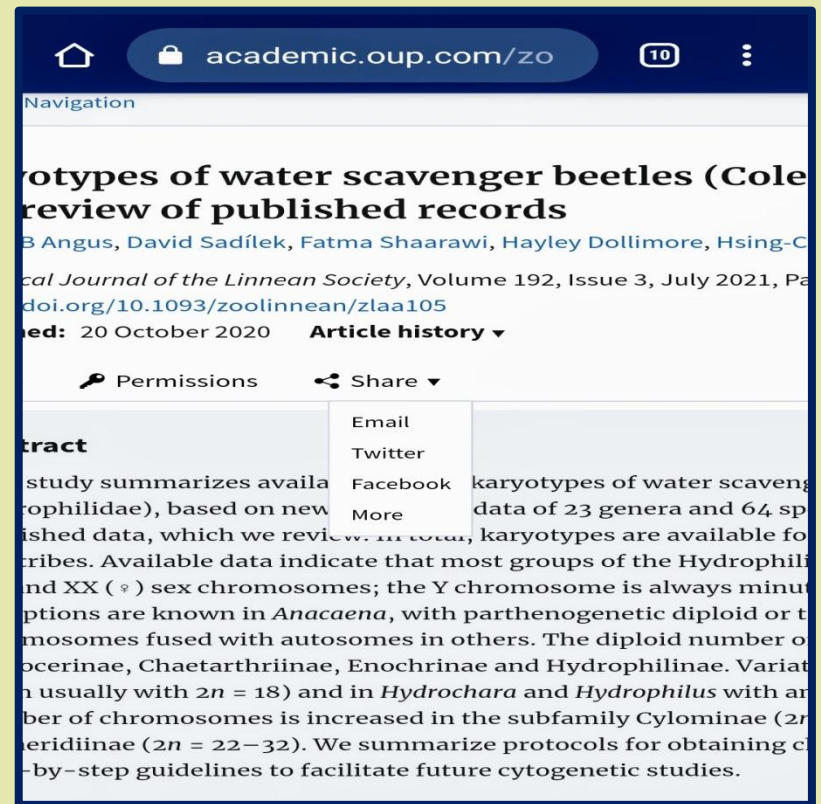 academic.oup.com/zo
10
Navigation
yotypes of water scavenger beetles (Cole
review of published records
B Angus, David Sadílek, Fatma Shaarawi, Hayley Dollimore, Hsing-C
cal Journal of the Linnean Society, Volume 192, Issue 3, July 2021, Pa
doi.org/10.1093/zoolinnean/zlaa105
ned: 20 October 2020 Article history
Permissions Share
Email
tract
Twitter
study summarizes availa karyotypes of water scaveng
Facebook
rophilidae), based on new data of 23 genera and 64 sp
More
ished data, which we review. In total, karyotypes are available fo
tribes. Available data indicate that most groups of the Hydrophili
nd XX (♀) sex chromosomes; the Y chromosome is always minut
ptions are known in Anacaena, with parthenogenetic diploid or t
mosomes fused with autosomes in others. The diploid number o
ocerinae, Chaetarthriinae, Enochrinae and Hydrophilinae. Variat
n usually with 2n = 18) and in Hydrochara and Hydrophilus with an
ber of chromosomes is increased in the subfamily Cylominae (2n
eridiinae (2n = 22–32). We summarize protocols for obtaining c
-by-step guidelines to facilitate future cytogenetic studies.